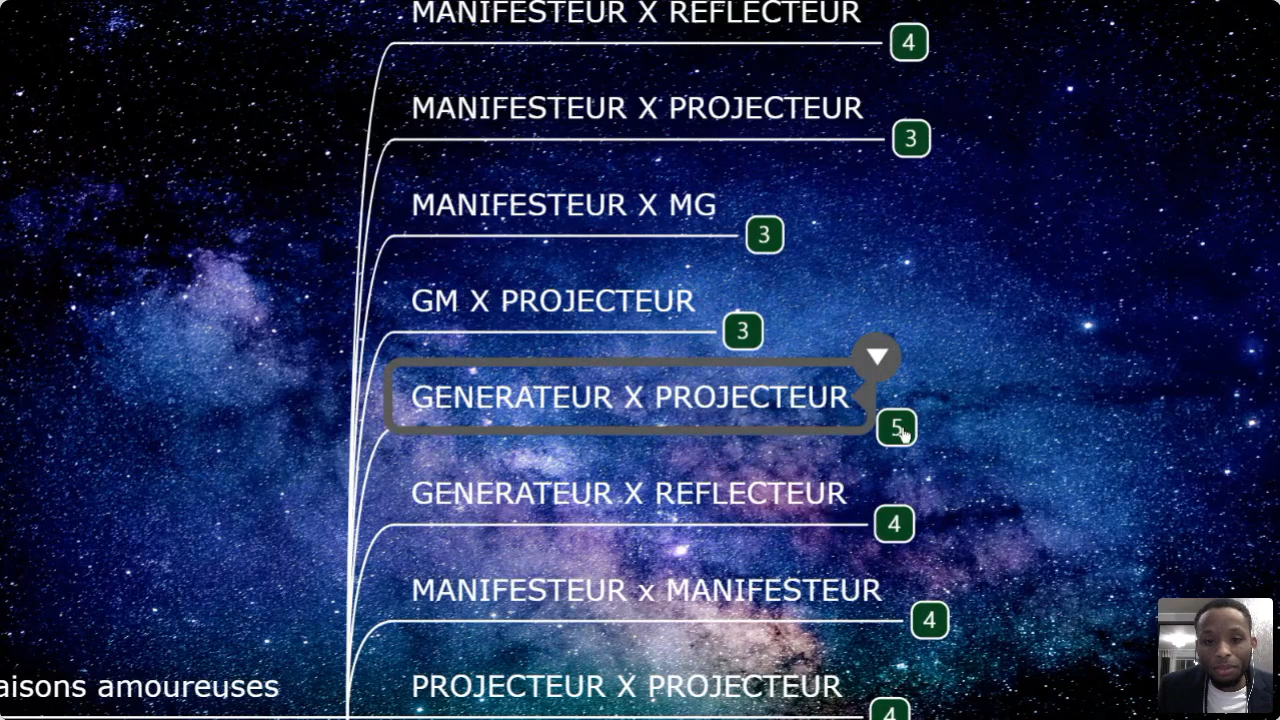 MANIFESTEUR X REFLECTEUR
4
MANIFESTEUR X PROJECTEUR
3
MANIFESTEUR X MG
3
GM X PROJECTEUR
3
GENERATEUR X PROJECTEUR
5
GENERATEUR X REFLECTEUR
4
MANIFESTEUR x MANIFESTEUR
4
aisons amoureuses
PROJECTEUR X PROJECTEUR
4